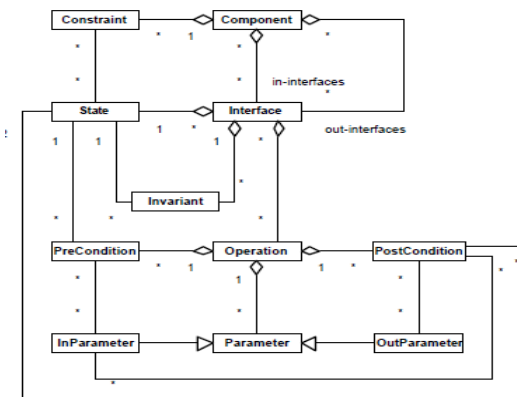 Constraint * 1 Component *
* * * *
in-interfaces
*
State 1 * Interface
out-interfaces
1 1 1 *
*
Invariant
* * * *
PreCondition * 1 Operation 1 * PostCondition
* *
* 1 *
* * *
InParameter Parameter OutParameter
*